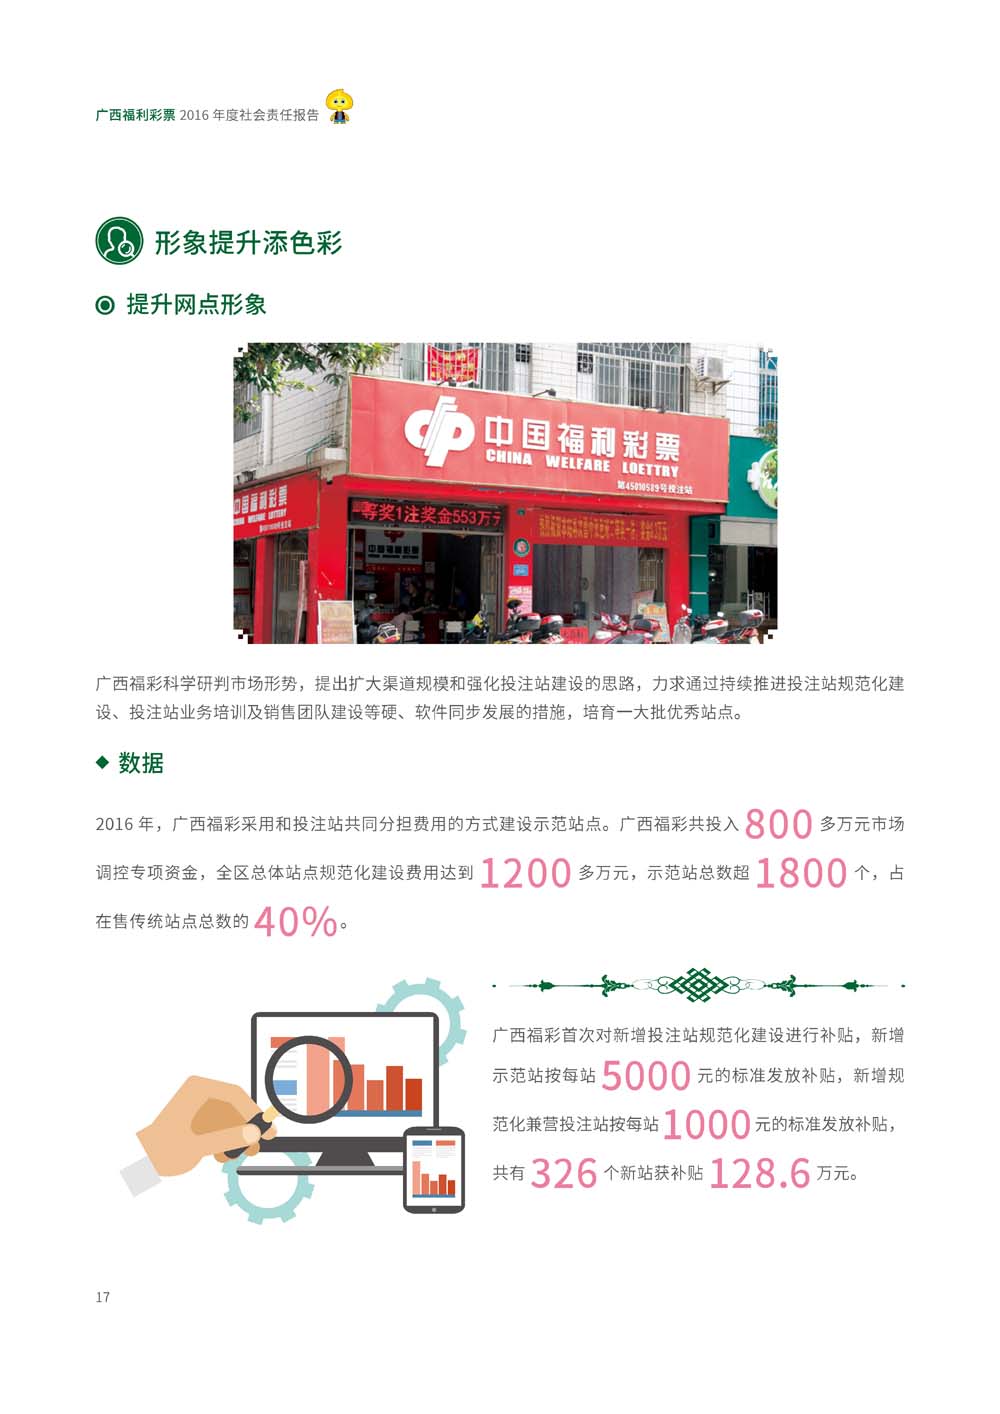 广西福利彩票 2016 年度社会责任报告
形象提升添色彩
提升网点形象
中国福利彩票
CHINA WELFARE LOETTRY
第45010589号投注站
中国福利彩票
CHINA WELFARE LOTTERY
一等奖1注奖金553万元
中国福利彩票
广西福彩科学研判市场形势，提出扩大渠道规模和强化投注站建设的思路，力求通过持续推进投注站规范化建
设、投注站业务培训及销售团队建设等硬、软件同步发展的措施，培育一大批优秀站点。
数据
2016 年，广西福彩采用和投注站共同分担费用的方式建设示范站点。广西福彩共投入 800 多万元市场
调控专项资金，全区总体站点规范化建设费用达到 1200 多万元，示范站总数超 1800 个，占
在售传统站点总数的 40%。
广西福彩首次对新增投注站规范化建设进行补贴，新增
示范站按每站 5000 元的标准发放补贴，新增规
范化兼营投注站按每站 1000 元的标准发放补贴，
共有 326 个新站获补贴 128.6 万元。
17